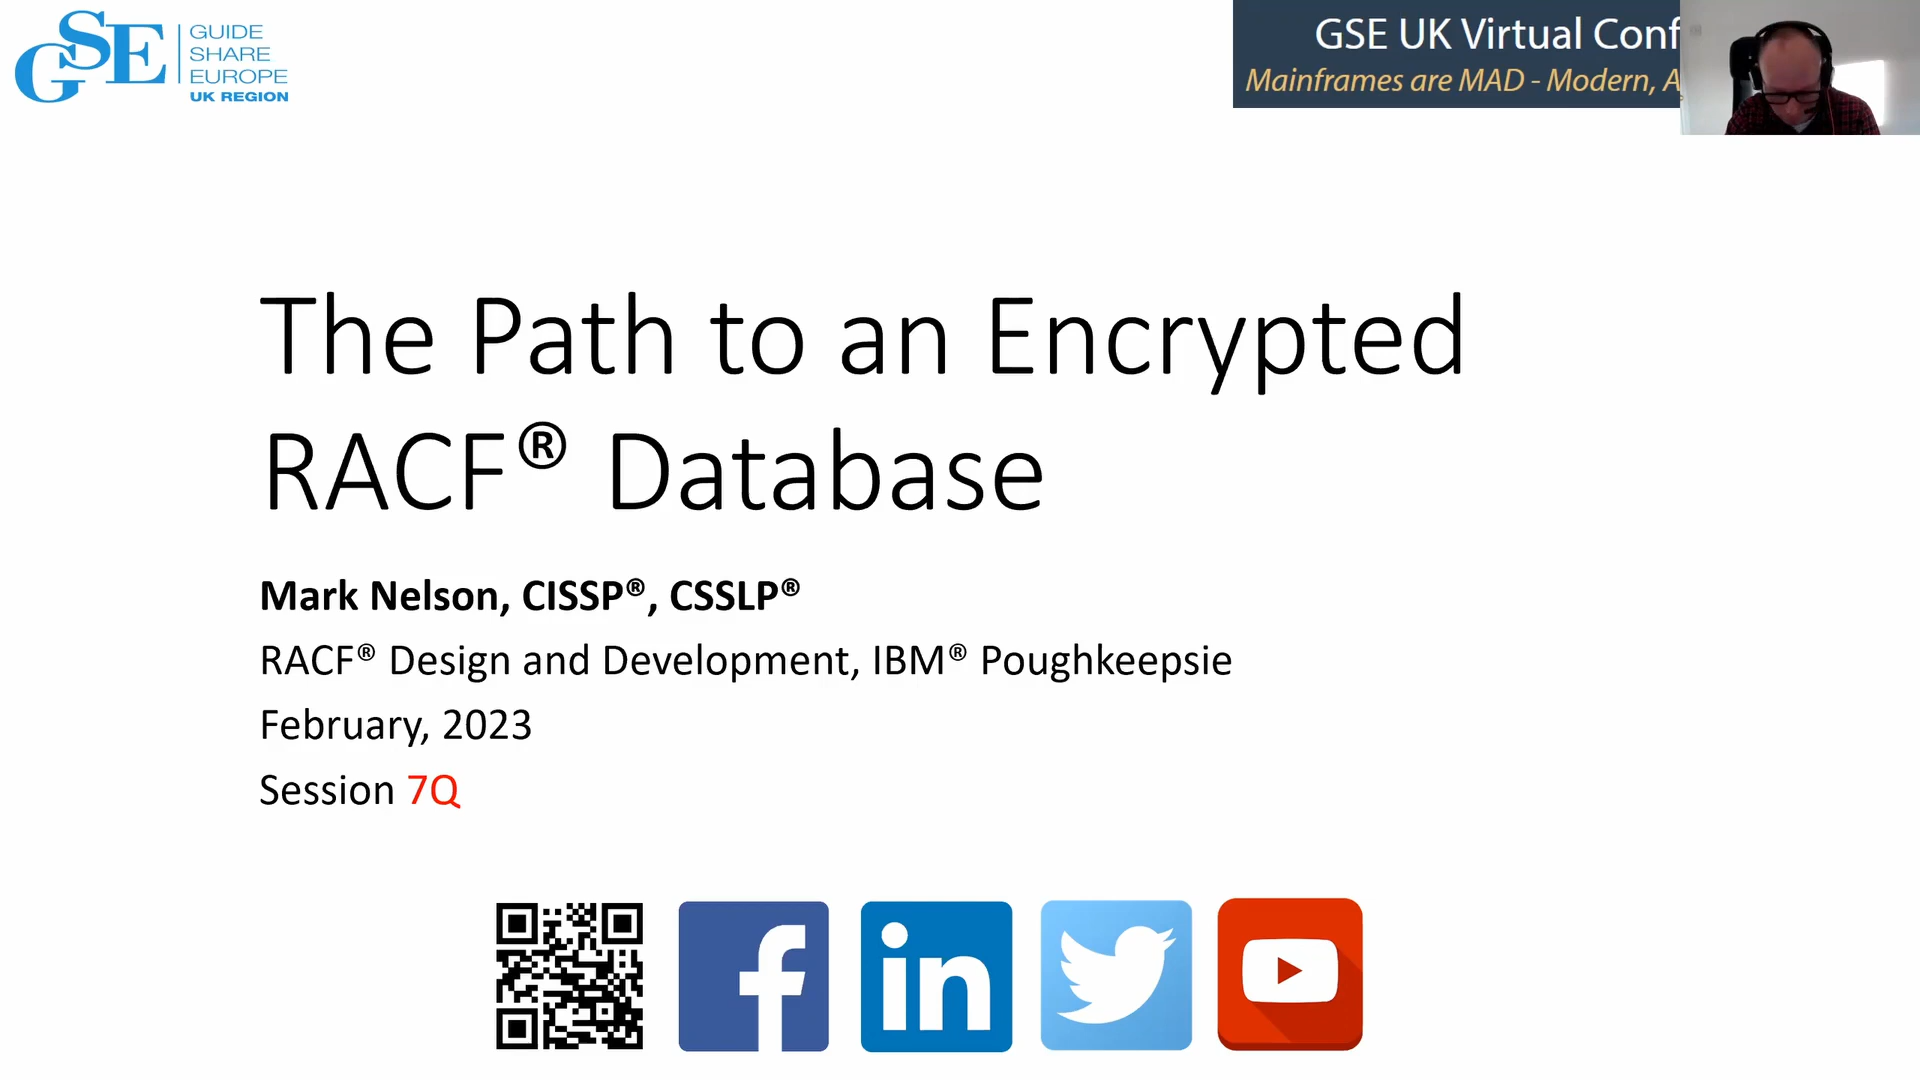 GSE GUIDE
SHARE
EUROPE
UK REGION
GSE UK Virtual Conf
Mainframes are MAD - Modern, A
The Path to an Encrypted
RACF® Database
Mark Nelson, CISSP®, CSSLP®
RACF® Design and Development, IBM® Poughkeepsie
February, 2023
Session 7Q
f
in